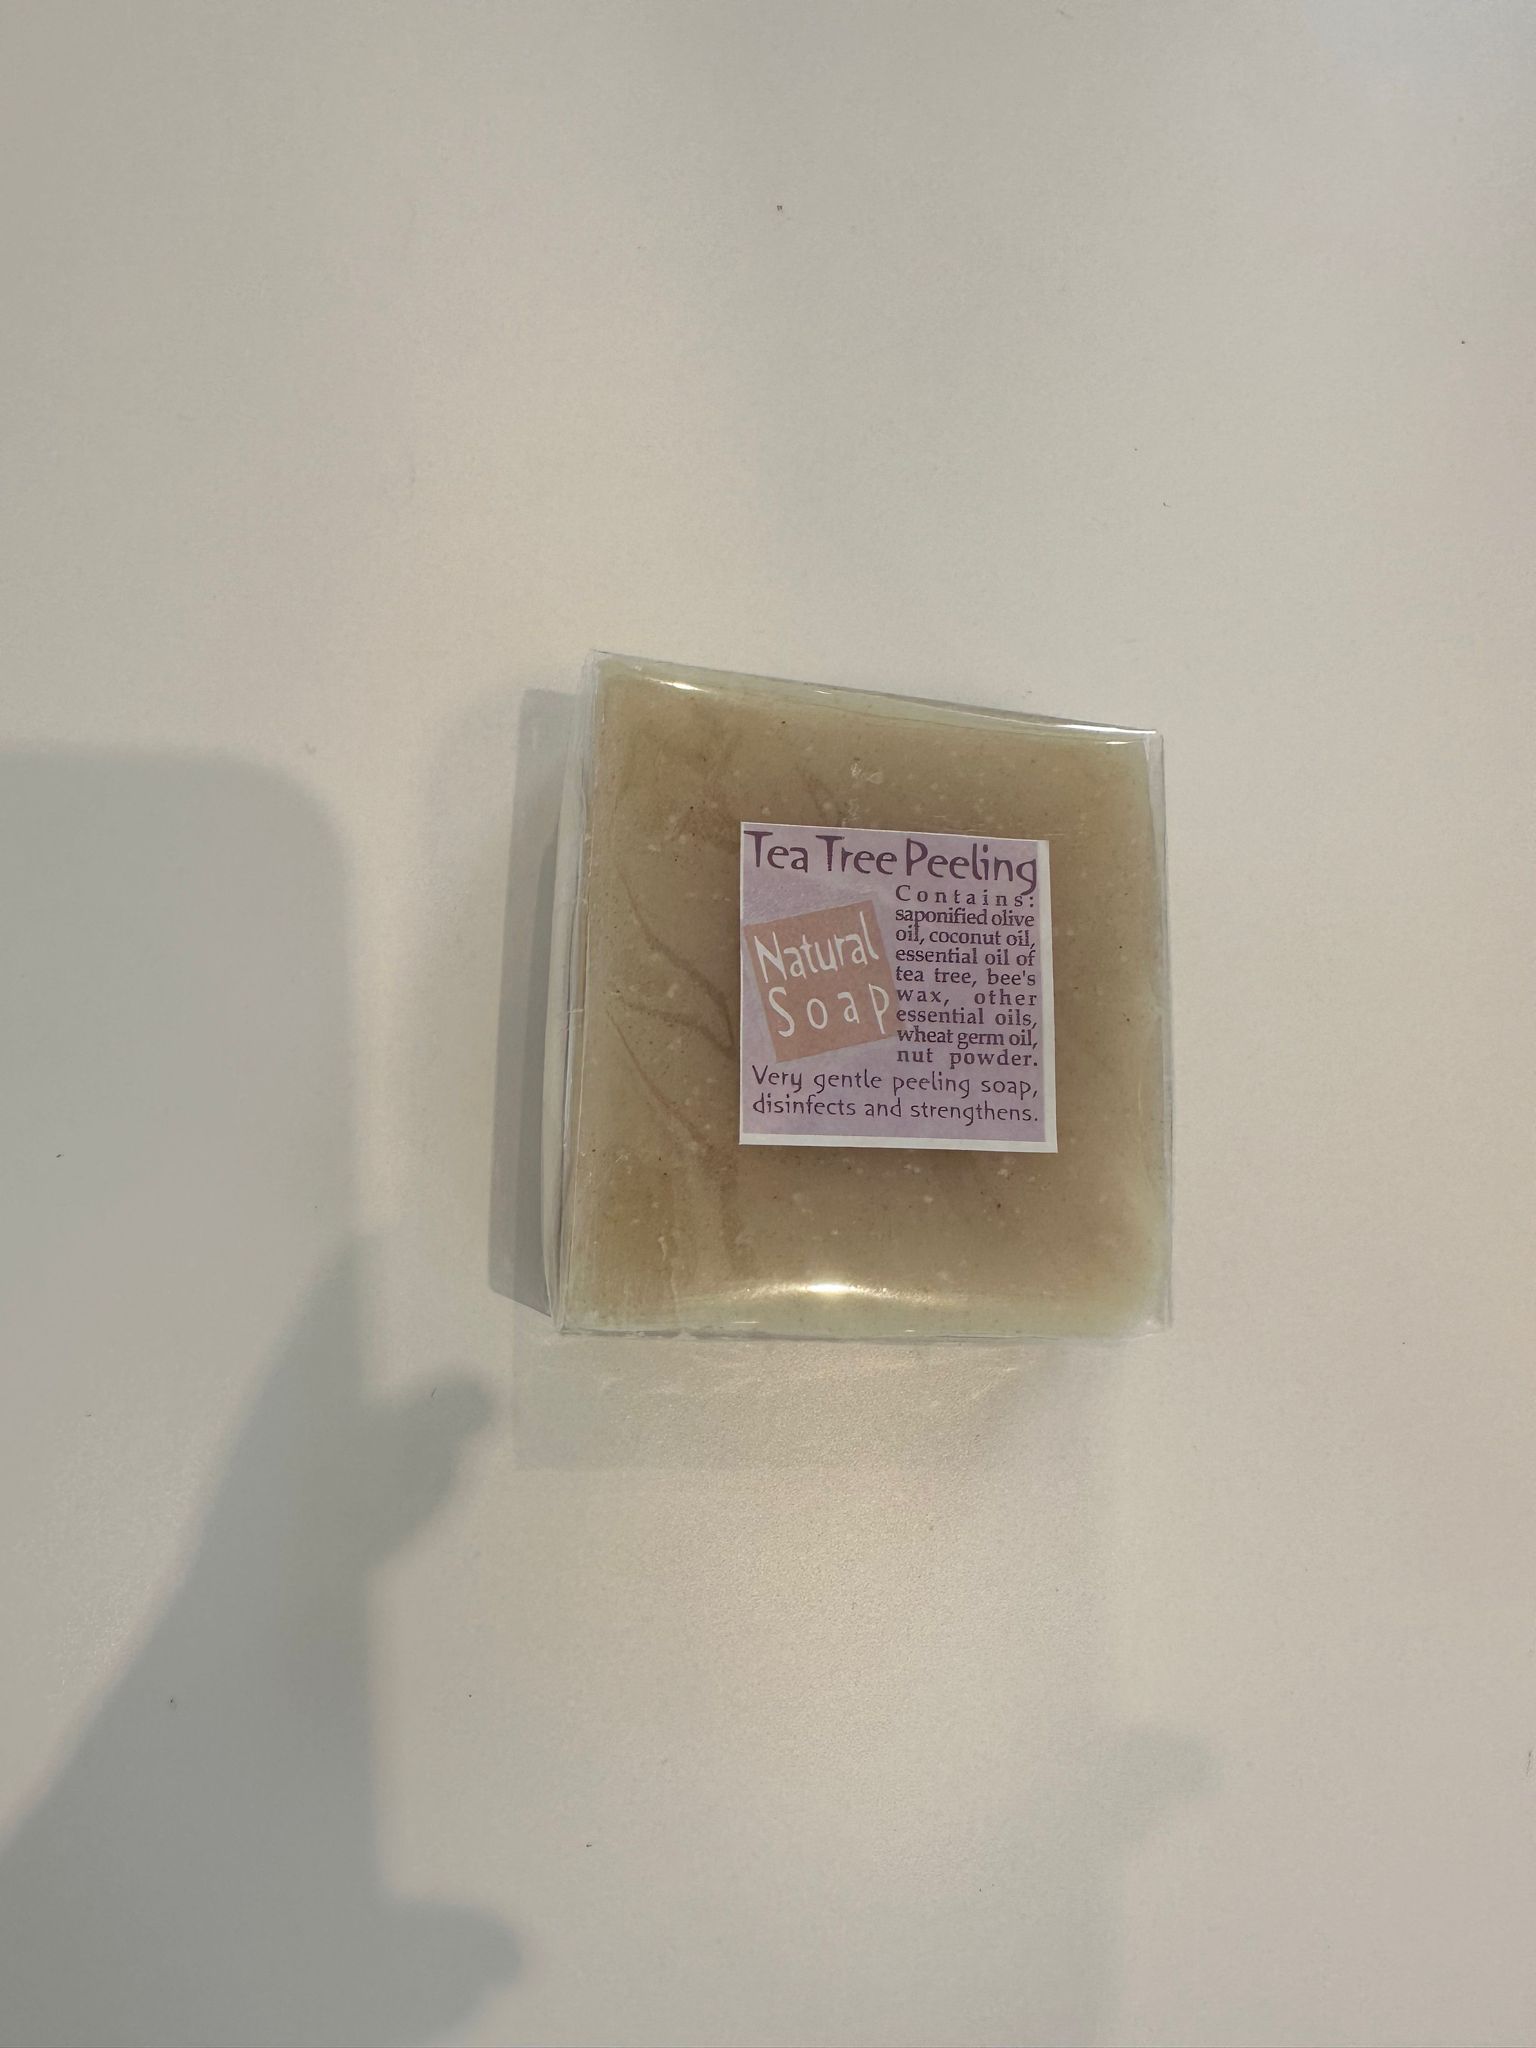 Tea Tree Peeling
Natural
Soap
Contains:
saponified olive
oil, coconut oil,
essential oil of
tea tree, bee's
wax, other
essential oils,
wheat germ oil,
nut powder.
Very gentle peeling soap,
disinfects and strengthens.